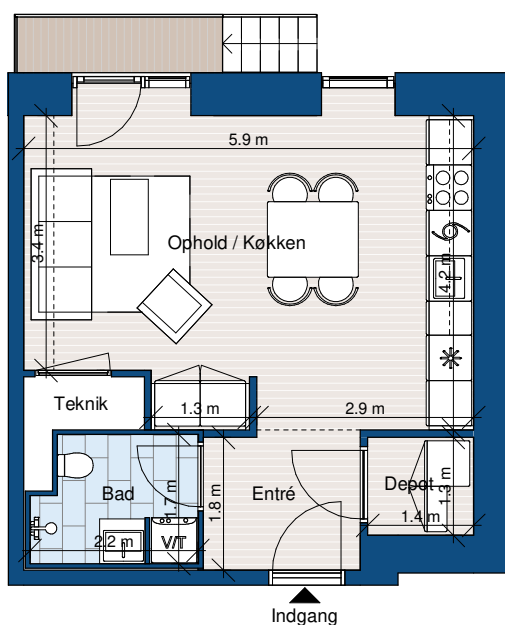 5.9 m
3.4 m
Ophold / Køkken
4.2 m
Teknik
1.3 m
2.9 m
Bad
1.7 m
1.8 m
Entré
Depot
1.3 m
1.4 m
2.2 m
V/T
Indgang